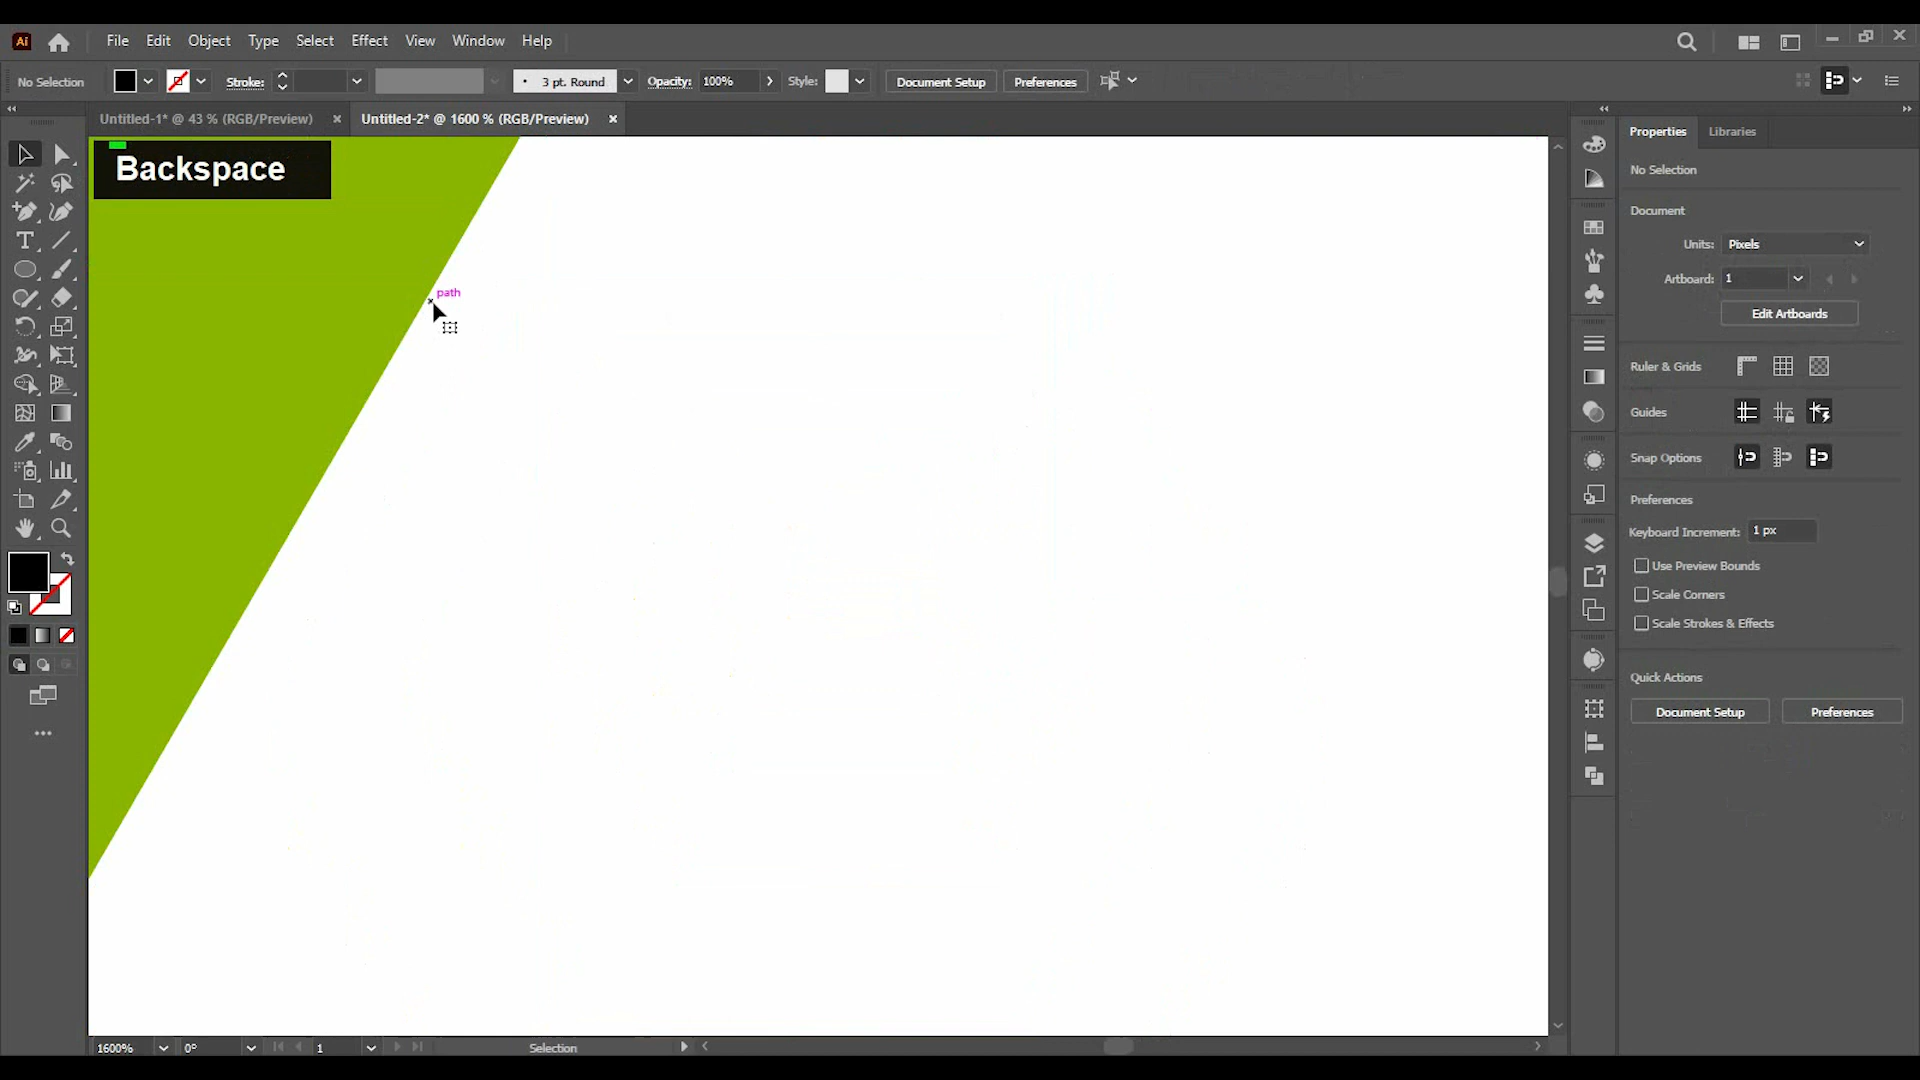 Ai File Edit Object Type Select Effect View Window Help
No Selection Stroke: 3 pt. Round Opacity: 100% Style: Document Setup Preferences
Untitled-1* @ 43 % (RGB/Preview) × Untitled-2* @ 1600 % (RGB/Preview) ×
Properties Libraries
Backspace
No Selection
Document
Units: Pixels
Artboard: 1
path
Edit Artboards
Ruler & Grids
Guides
Snap Options
Preferences
Keyboard Increment: 1 px
Use Preview Bounds
Scale Corners
Scale Strokes & Effects
Quick Actions
Document Setup Preferences
1600% 0° 1 Selection